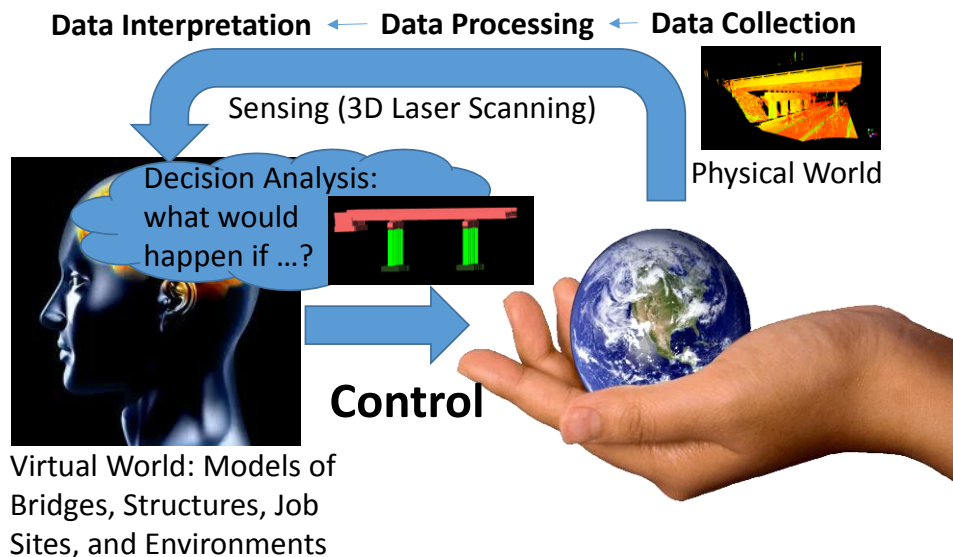 Data Interpretation ← Data Processing ← Data Collection
Sensing (3D Laser Scanning)
Physical World
Decision Analysis:
what would
happen if …?
Control
Virtual World: Models of
Bridges, Structures, Job
Sites, and Environments